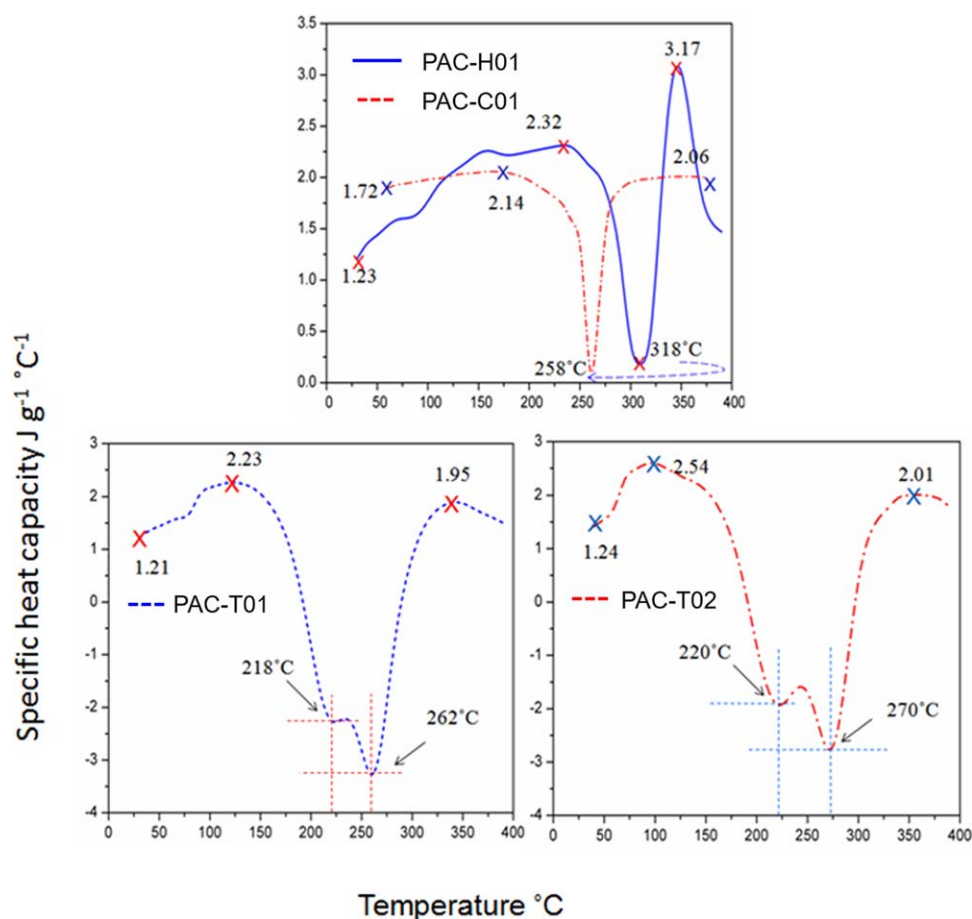 3.5
3.0
2.5
2.0
1.5
1.0
0.5
0.0
PAC-H01
PAC-C01
3.17
2.32
2.06
1.72
2.14
1.23
258˚C
318˚C
0 50 100 150 200 250 300 350 400
Specific heat capacity J g⁻¹ ˚C⁻¹
3
2
1
0
-1
-2
-3
-4
2.23
1.95
1.21
PAC-T01
218˚C
262˚C
0 50 100 150 200 250 300 350 400
3
2
1
0
-1
-2
-3
-4
2.54
2.01
1.24
PAC-T02
220˚C
270˚C
0 50 100 150 200 250 300 350 400
Temperature ˚C